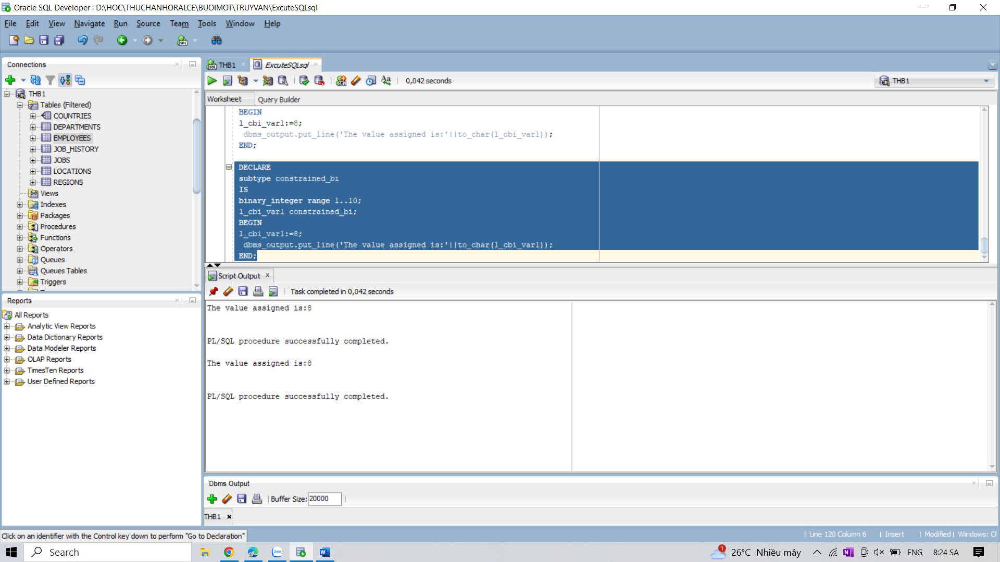 Oracle SQL Developer : D:\HOC\THUCHANHORALCE\BUOIMOT\TRUYVAN\ExcuteSQLsql
File Edit View Navigate Run Source Team Tools Window Help
Connections
THB1
Tables (Filtered)
COUNTRIES
DEPARTMENTS
EMPLOYEES
JOB_HISTORY
JOBS
LOCATIONS
REGIONS
Views
Indexes
Packages
Procedures
Functions
Operators
Queues
Queues Tables
Triggers
Reports
All Reports
Analytic View Reports
Data Dictionary Reports
Data Modeler Reports
OLAP Reports
TimesTen Reports
User Defined Reports
THB1 ExcuteSQLsql
0,042 seconds THB1
Worksheet Query Builder
BEGIN
l_cbi_var1:=8;
dbms_output.put_line('The value assigned is:'||to_char(l_cbi_var1));
END;
DECLARE
subtype constrained_bi
IS
binary_integer range 1..10;
l_cbi_var1 constrained_bi;
BEGIN
l_cbi_var1:=8;
dbms_output.put_line('The value assigned is:'||to_char(l_cbi_var1));
END;
Script Output
Task completed in 0,042 seconds
The value assigned is:8
PL/SQL procedure successfully completed.
The value assigned is:8
PL/SQL procedure successfully completed.
Dbms Output
Buffer Size: 20000
THB1
Click on an identifier with the Control key down to perform "Go to Declaration"
Line 120 Column 6 Insert Modified Windows:
Search Zalo 1 26°C Nhiều mây ENG 8:24 SA